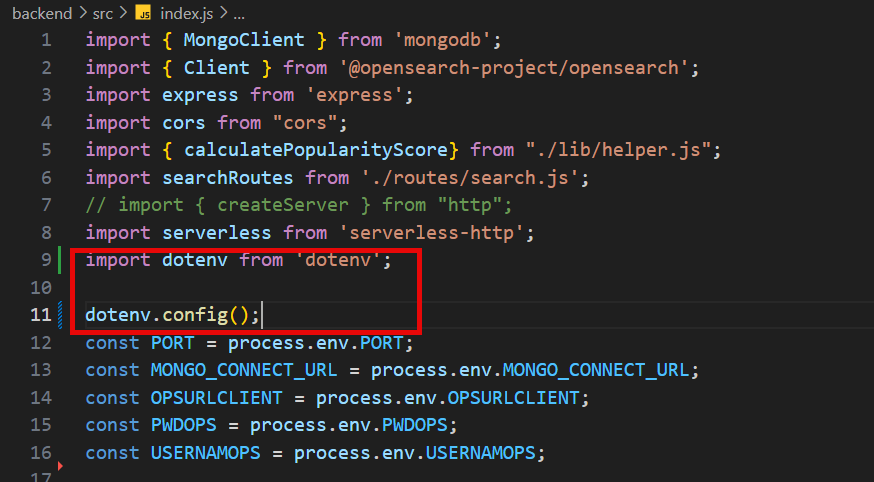 backend > src > JS index.js > ...
1 import { MongoClient } from 'mongodb';
2 import { Client } from '@opensearch-project/opensearch';
3 import express from 'express';
4 import cors from "cors";
5 import { calculatePopularityScore} from "./lib/helper.js";
6 import searchRoutes from './routes/search.js';
7 // import { createServer } from "http";
8 import serverless from 'serverless-http';
9 import dotenv from 'dotenv';
10
11 dotenv.config();
12 const PORT = process.env.PORT;
13 const MONGO_CONNECT_URL = process.env.MONGO_CONNECT_URL;
14 const OPSURLCLIENT = process.env.OPSURLCLIENT;
15 const PWDOPS = process.env.PWDOPS;
16 const USERNAMOPS = process.env.USERNAMOPS;
17